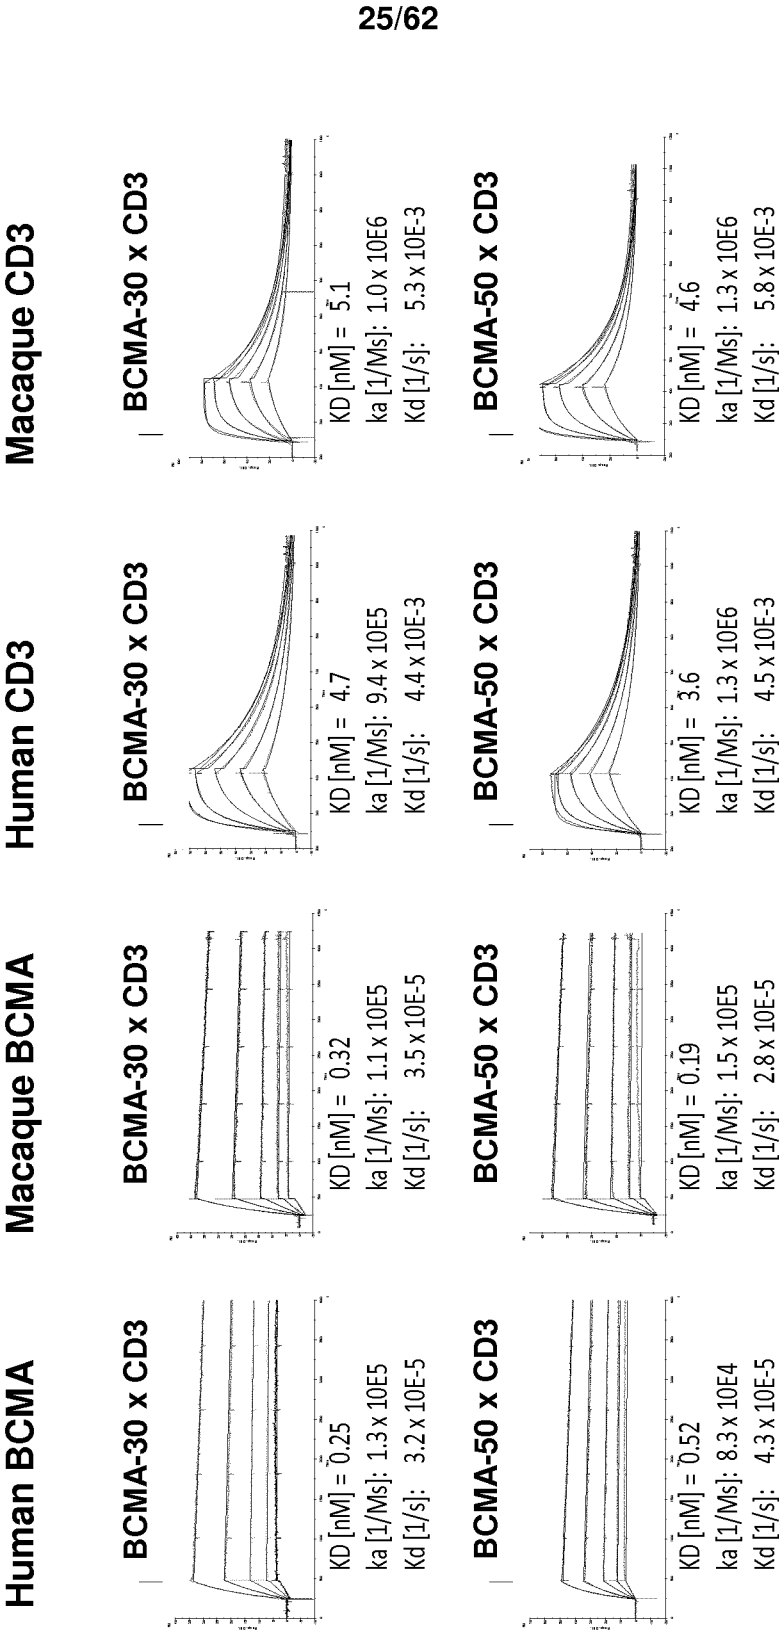 25/62
Human BCMA
Macaque BCMA
Human CD3
Macaque CD3
BCMA-30 x CD3
BCMA-30 x CD3
BCMA-30 x CD3
BCMA-30 x CD3
KD [nM] = 0.25
ka [1/Ms]: 1.3 x 10E5
Kd [1/s]: 3.2 x 10E-5
KD [nM] = 0.32
ka [1/Ms]: 1.1 x 10E5
Kd [1/s]: 3.5 x 10E-5
KD [nM] = 4.7
ka [1/Ms]: 9.4 x 10E5
Kd [1/s]: 4.4 x 10E-3
KD [nM] = 5.1
ka [1/Ms]: 1.0 x 10E6
Kd [1/s]: 5.3 x 10E-3
BCMA-50 x CD3
BCMA-50 x CD3
BCMA-50 x CD3
BCMA-50 x CD3
KD [nM] = 0.52
ka [1/Ms]: 8.3 x 10E4
Kd [1/s]: 4.3 x 10E-5
KD [nM] = 0.19
ka [1/Ms]: 1.5 x 10E5
Kd [1/s]: 2.8 x 10E-5
KD [nM] = 3.6
ka [1/Ms]: 1.3 x 10E6
Kd [1/s]: 4.5 x 10E-3
KD [nM] = 4.6
ka [1/Ms]: 1.3 x 10E6
Kd [1/s]: 5.8 x 10E-3